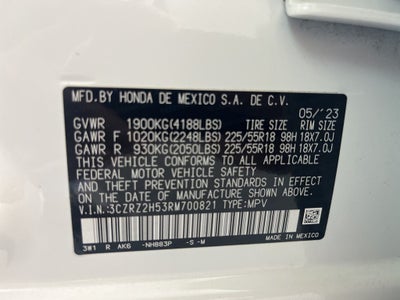 MFD.BY HONDA DE MEXICO S.A. DE C.V.
05/'23
GVWR 1900KG(4188LBS) TIRE SIZE RIM SIZE
GAWR F 1020KG(2248LBS) 225/55R18 98H 18X7.0J
GAWR R 930KG(2050LBS) 225/55R18 98H 18X7.0J
THIS VEHICLE CONFORMS TO ALL APPLICABLE
FEDERAL MOTOR VEHICLE SAFETY STANDARDS IN
EFFECT ON THE DATE OF MANUFACTURE SHOWN ABOVE.
V.I.N.:3CZRZ2H53RM700821 TYPE:MPV
3W1 R AK6 -NH883P -S -M
MADE IN
MEXICO